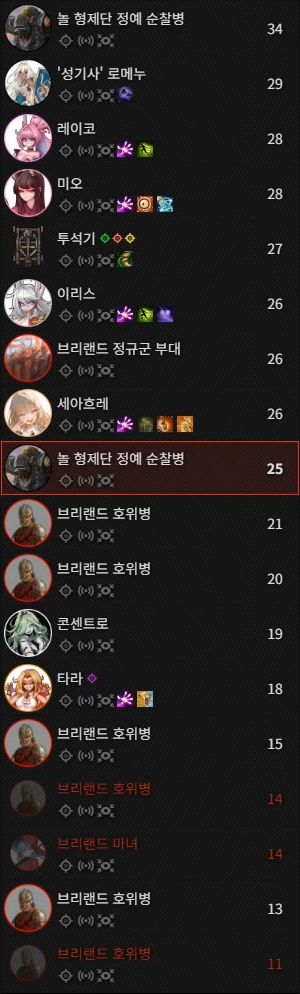 놀 형제단 정예 순찰병 34
'성기사' 로메누 29
레이코 28
미오 28
투석기 27
이리스 26
브리랜드 정규군 부대 26
세아흐레 26
놀 형제단 정예 순찰병 25
브리랜드 호위병 21
브리랜드 호위병 20
콘센트로 19
타라 18
브리랜드 호위병 15
브리랜드 호위병 14
브리랜드 마녀 14
브리랜드 호위병 13
브리랜드 호위병 11